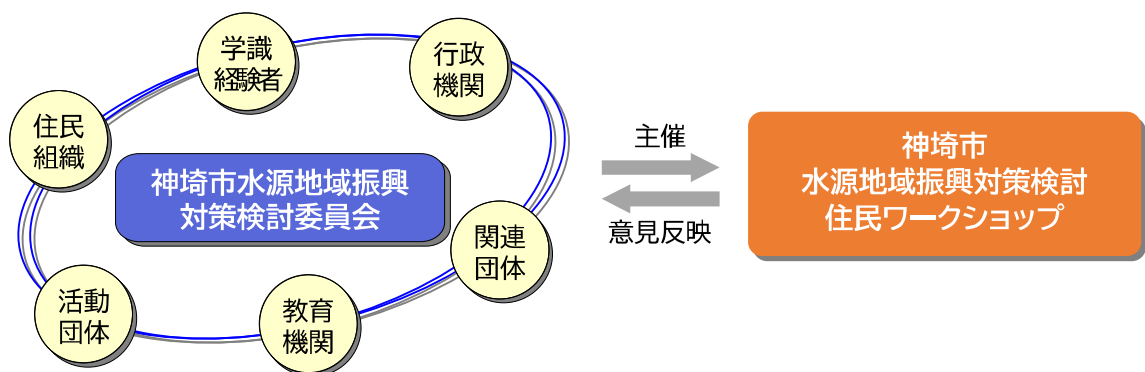 学識
経験者
行政
機関
住民
組織
神埼市水源地域振興
対策検討委員会
関連
団体
活動
団体
教育
機関
主催
意見反映
神埼市
水源地域振興対策検討
住民ワークショップ